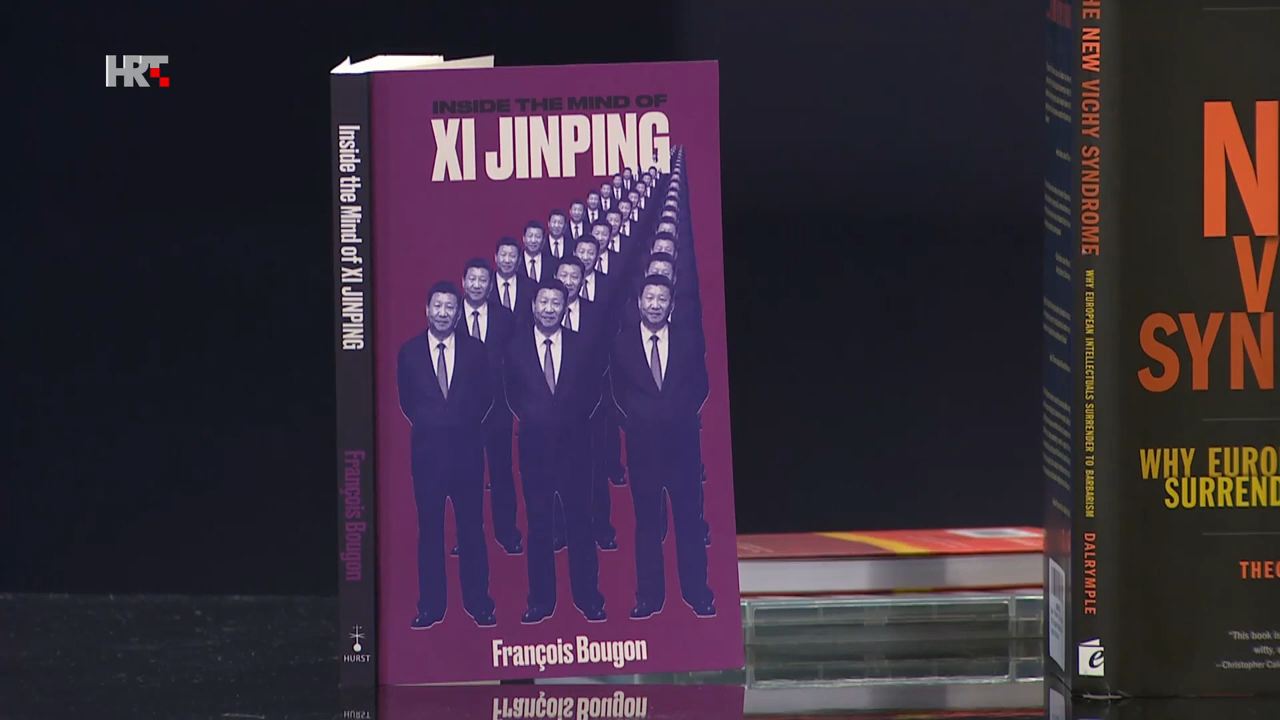 HRT
Inside the Mind of XI JINPING
François Bougon
HURST
INSIDE THE MIND OF
XI JINPING
François Bougon
THE NEW VICHY SYNDROME
WHY EUROPEAN INTELLECTUALS SURRENDER TO BARBARISM
DALRYMPLE
e
N
V
SYN
WHY EURO
SURREND
THEO
"This book is
witty,
—Christopher Cal